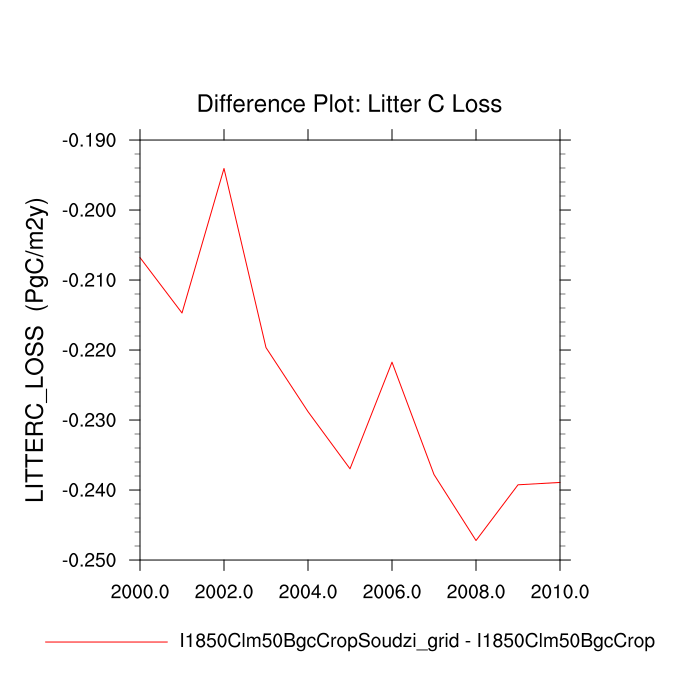 Difference Plot: Litter C Loss
LITTERC_LOSS (PgC/m2y)
-0.190
-0.200
-0.210
-0.220
-0.230
-0.240
-0.250
2000.0 2002.0 2004.0 2006.0 2008.0 2010.0
I1850Clm50BgcCropSoudzi_grid - I1850Clm50BgcCrop